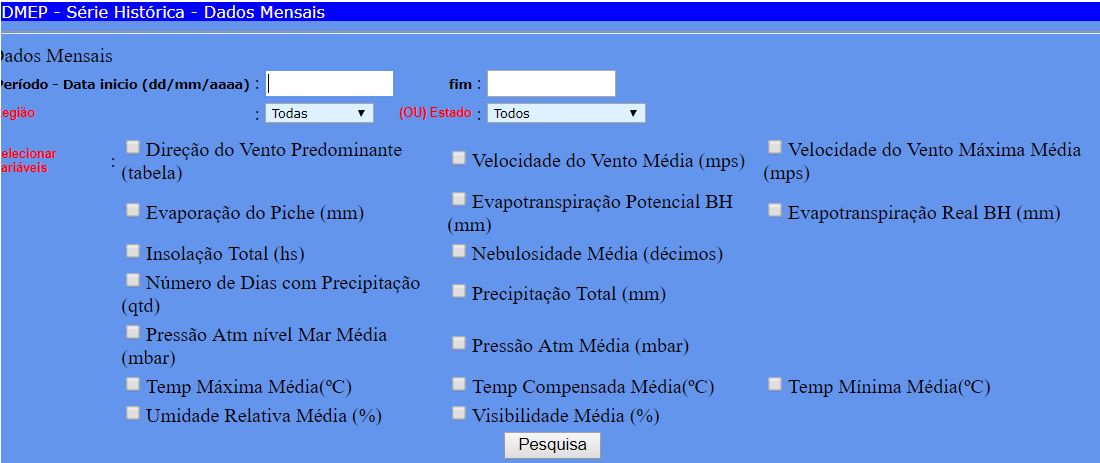 DMEP - Série Histórica - Dados Mensais
Dados Mensais
Período - Data inicio (dd/mm/aaaa) : fim :
egião : Todas ▼ (OU) Estado : Todos ▼
elecionar
ariáveis :
Direção do Vento Predominante
(tabela)
Velocidade do Vento Média (mps)
Velocidade do Vento Máxima Média
(mps)
Evaporação do Piche (mm)
Evapotranspiração Potencial BH
(mm)
Evapotranspiração Real BH (mm)
Insolação Total (hs)
Nebulosidade Média (décimos)
Número de Dias com Precipitação
(qtd)
Precipitação Total (mm)
Pressão Atm nível Mar Média
(mbar)
Pressão Atm Média (mbar)
Temp Máxima Média(ºC)
Temp Compensada Média(ºC)
Temp Mínima Média(ºC)
Umidade Relativa Média (%)
Visibilidade Média (%)
Pesquisa